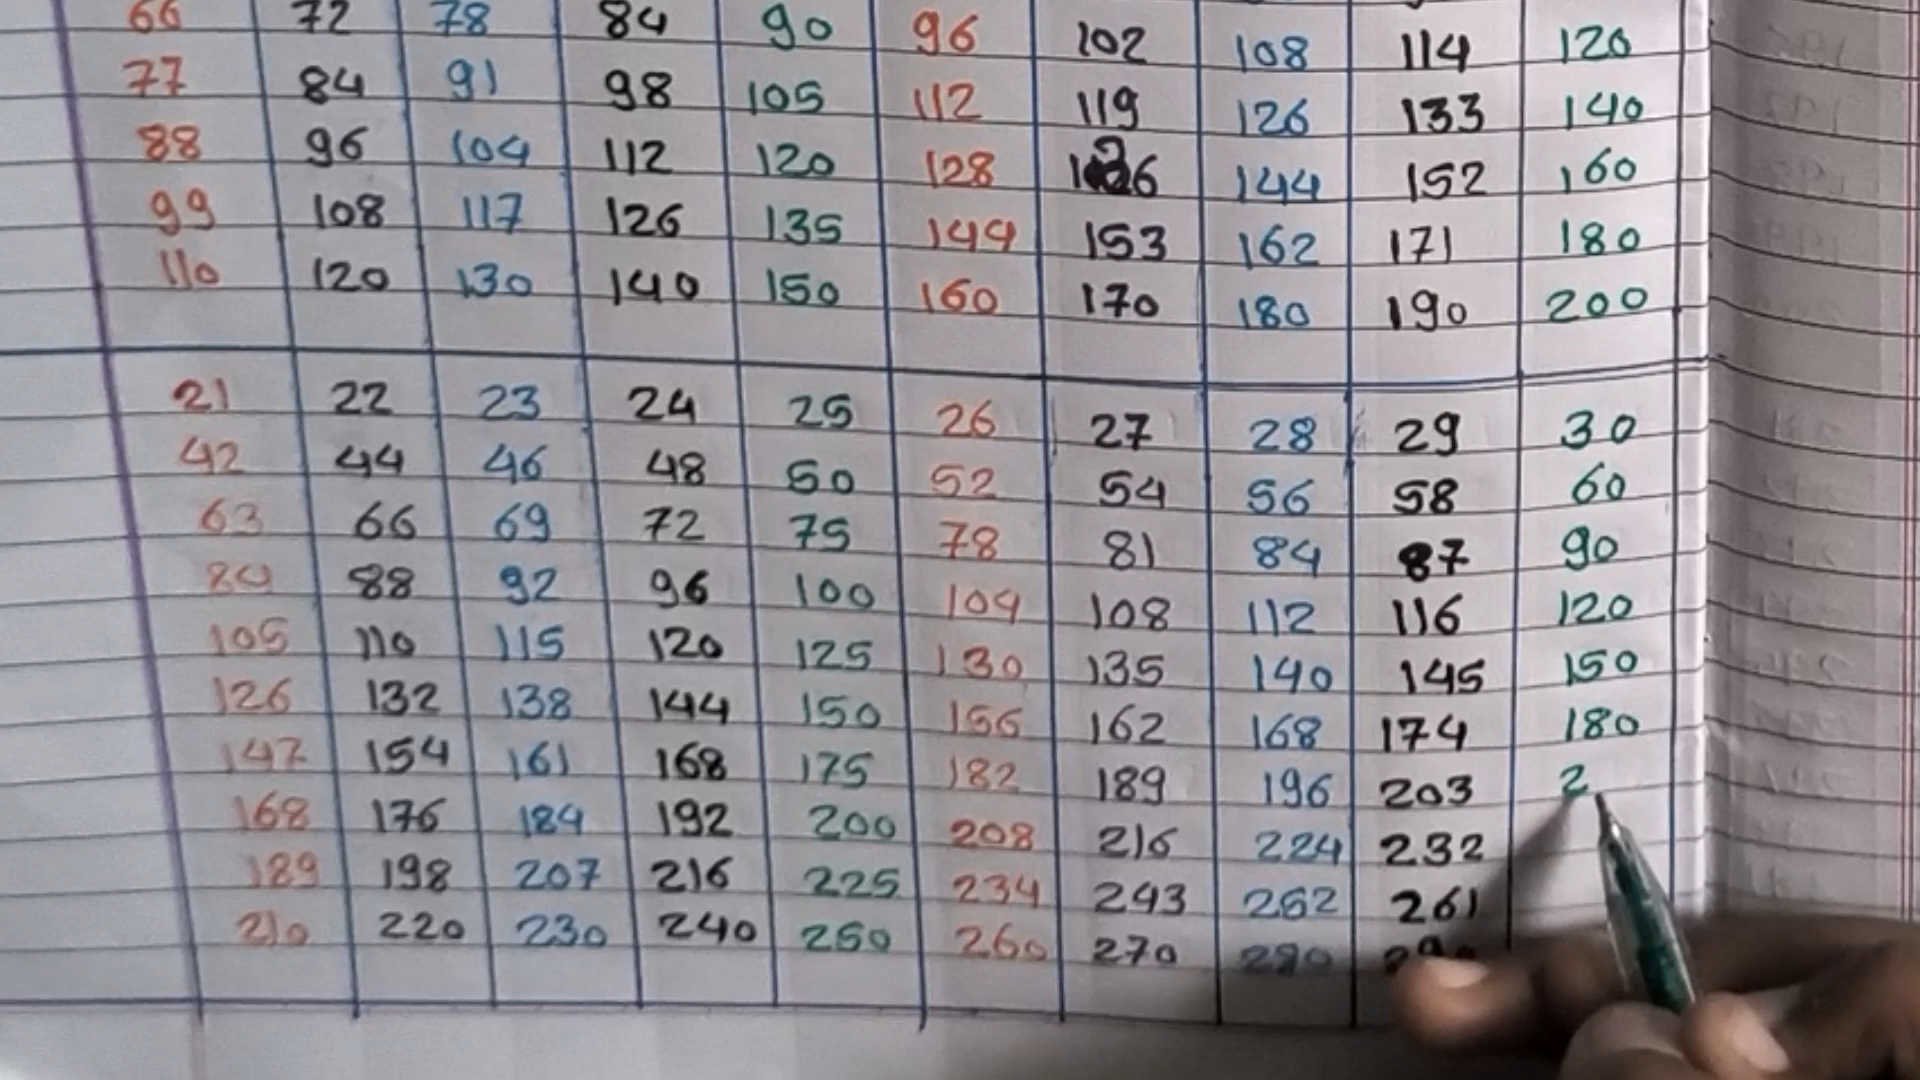 66 72 78 84 90 96 102 108 114 120
77 84 91 98 105 112 119 126 133 140
88 96 104 112 120 128 136 144 152 160
99 108 117 126 135 144 153 162 171 180
110 120 130 140 150 160 170 180 190 200
21 22 23 24 25 26 27 28 29 30
42 44 46 48 50 52 54 56 58 60
63 66 69 72 75 78 81 84 87 90
84 88 92 96 100 104 108 112 116 120
105 110 115 120 125 130 135 140 145 150
126 132 138 144 150 156 162 168 174 180
147 154 161 168 175 182 189 196 203 2
168 176 184 192 200 208 216 224 232
189 198 207 216 225 234 243 252 261
210 220 230 240 250 260 270 280 290